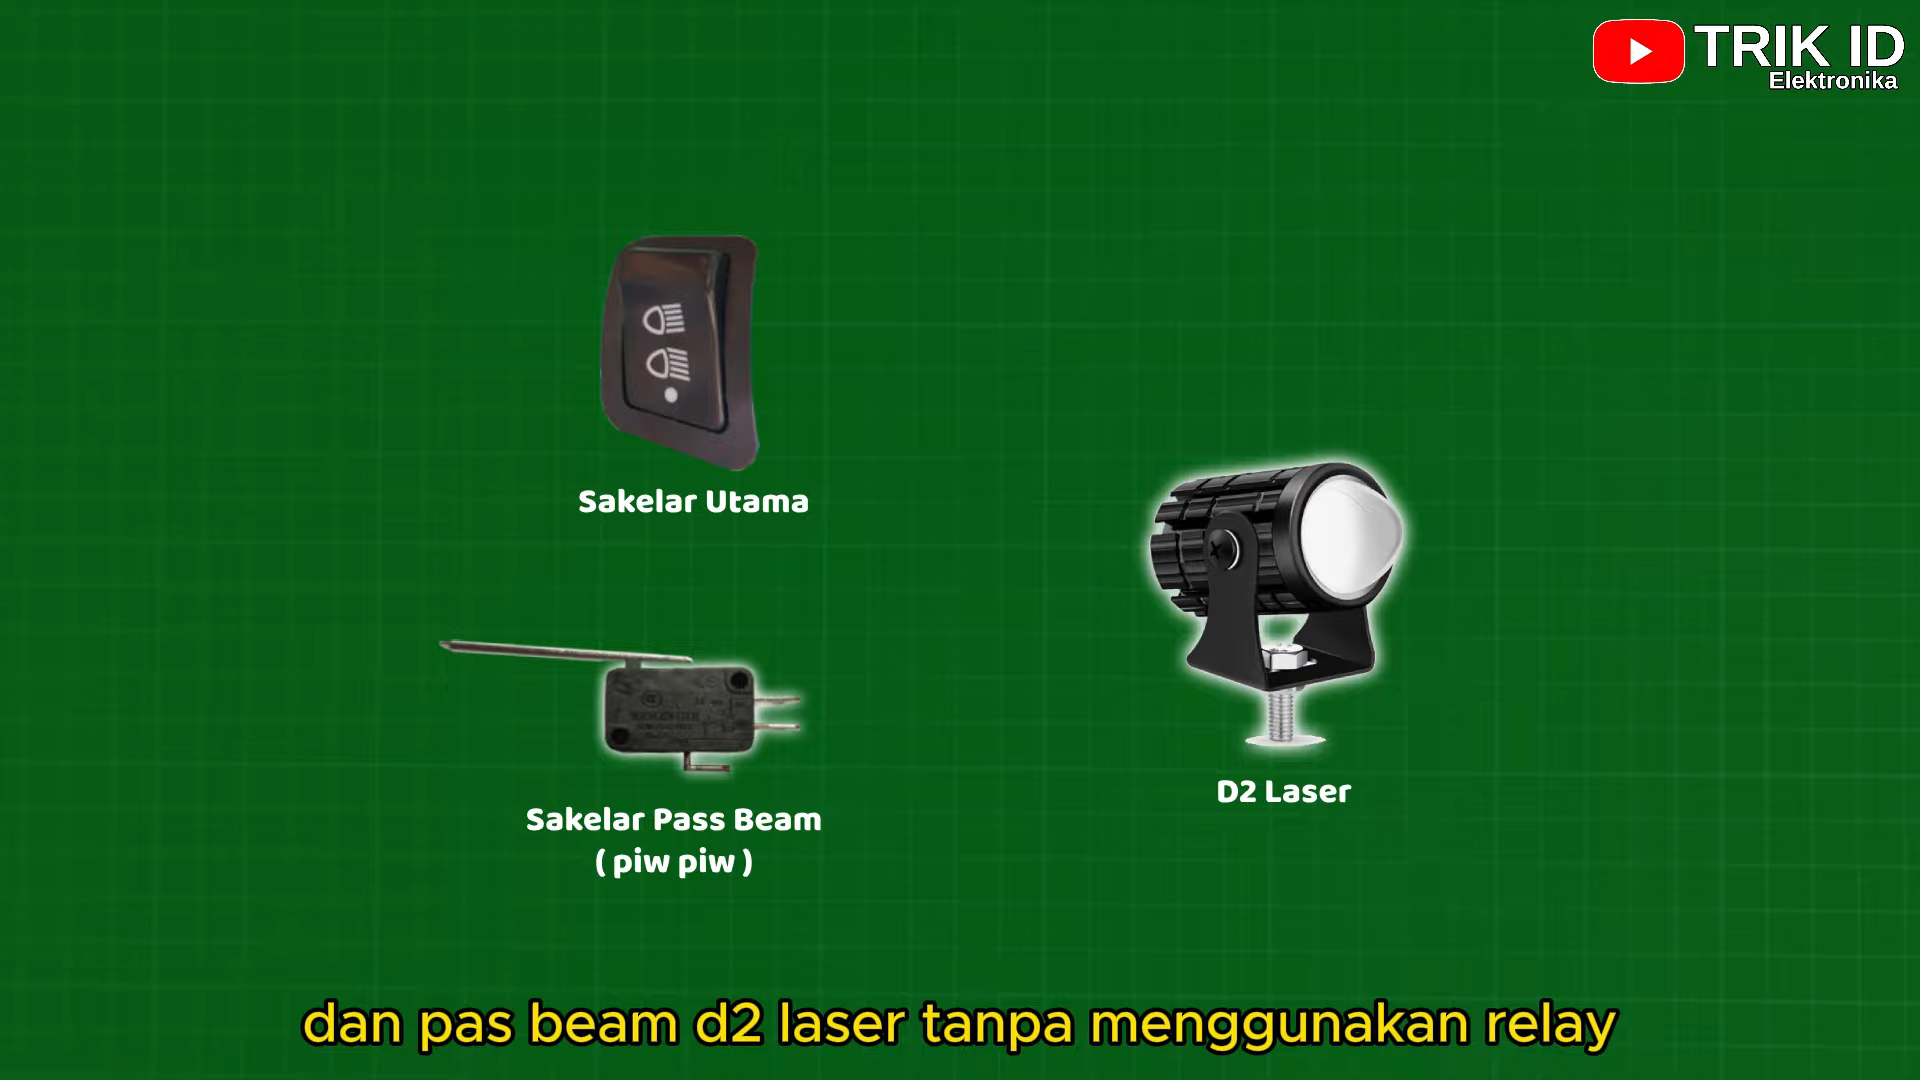 TRIK ID
Elektronika
Sakelar Utama
D2 Laser
Sakelar Pass Beam
( piw piw )
dan pas beam d2 laser tanpa menggunakan relay